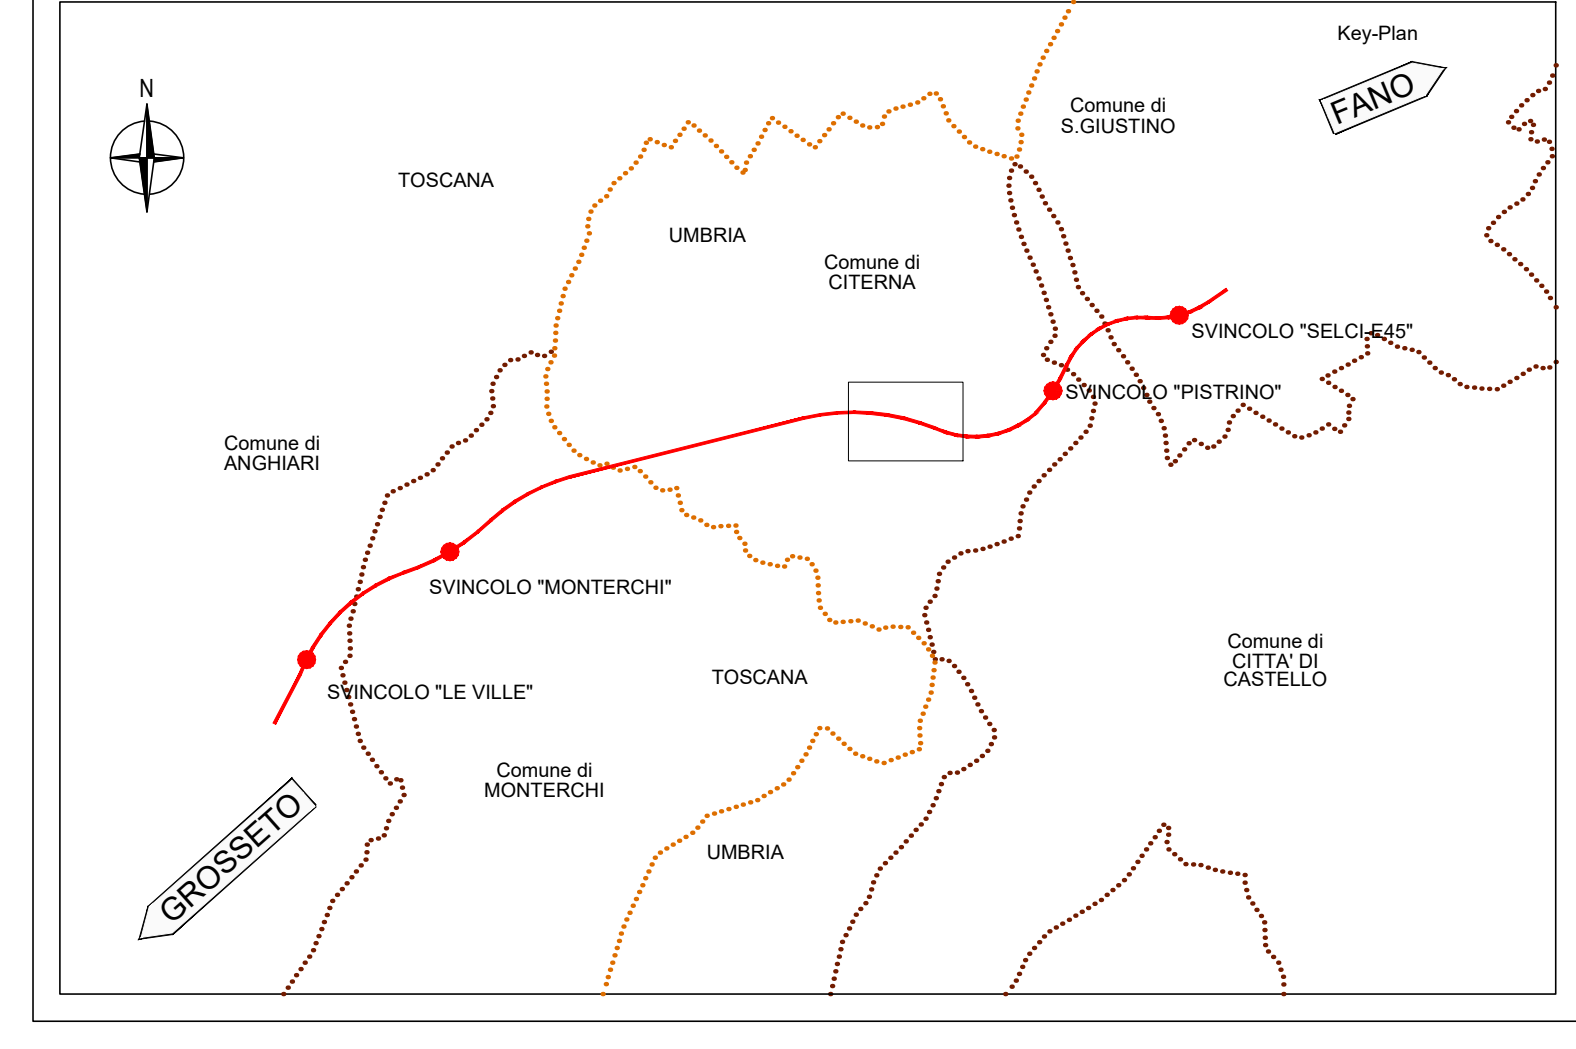 Key-Plan
FANO
N
Comune di
S.GIUSTINO
TOSCANA
UMBRIA
Comune di
CITERNA
SVINCOLO "SELCI-E45"
SVINCOLO "PISTRINO"
Comune di
ANGHIARI
SVINCOLO "MONTERCHI"
Comune di
CITTA' DI
CASTELLO
TOSCANA
SVINCOLO "LE VILLE"
Comune di
MONTERCHI
GROSSETO
UMBRIA